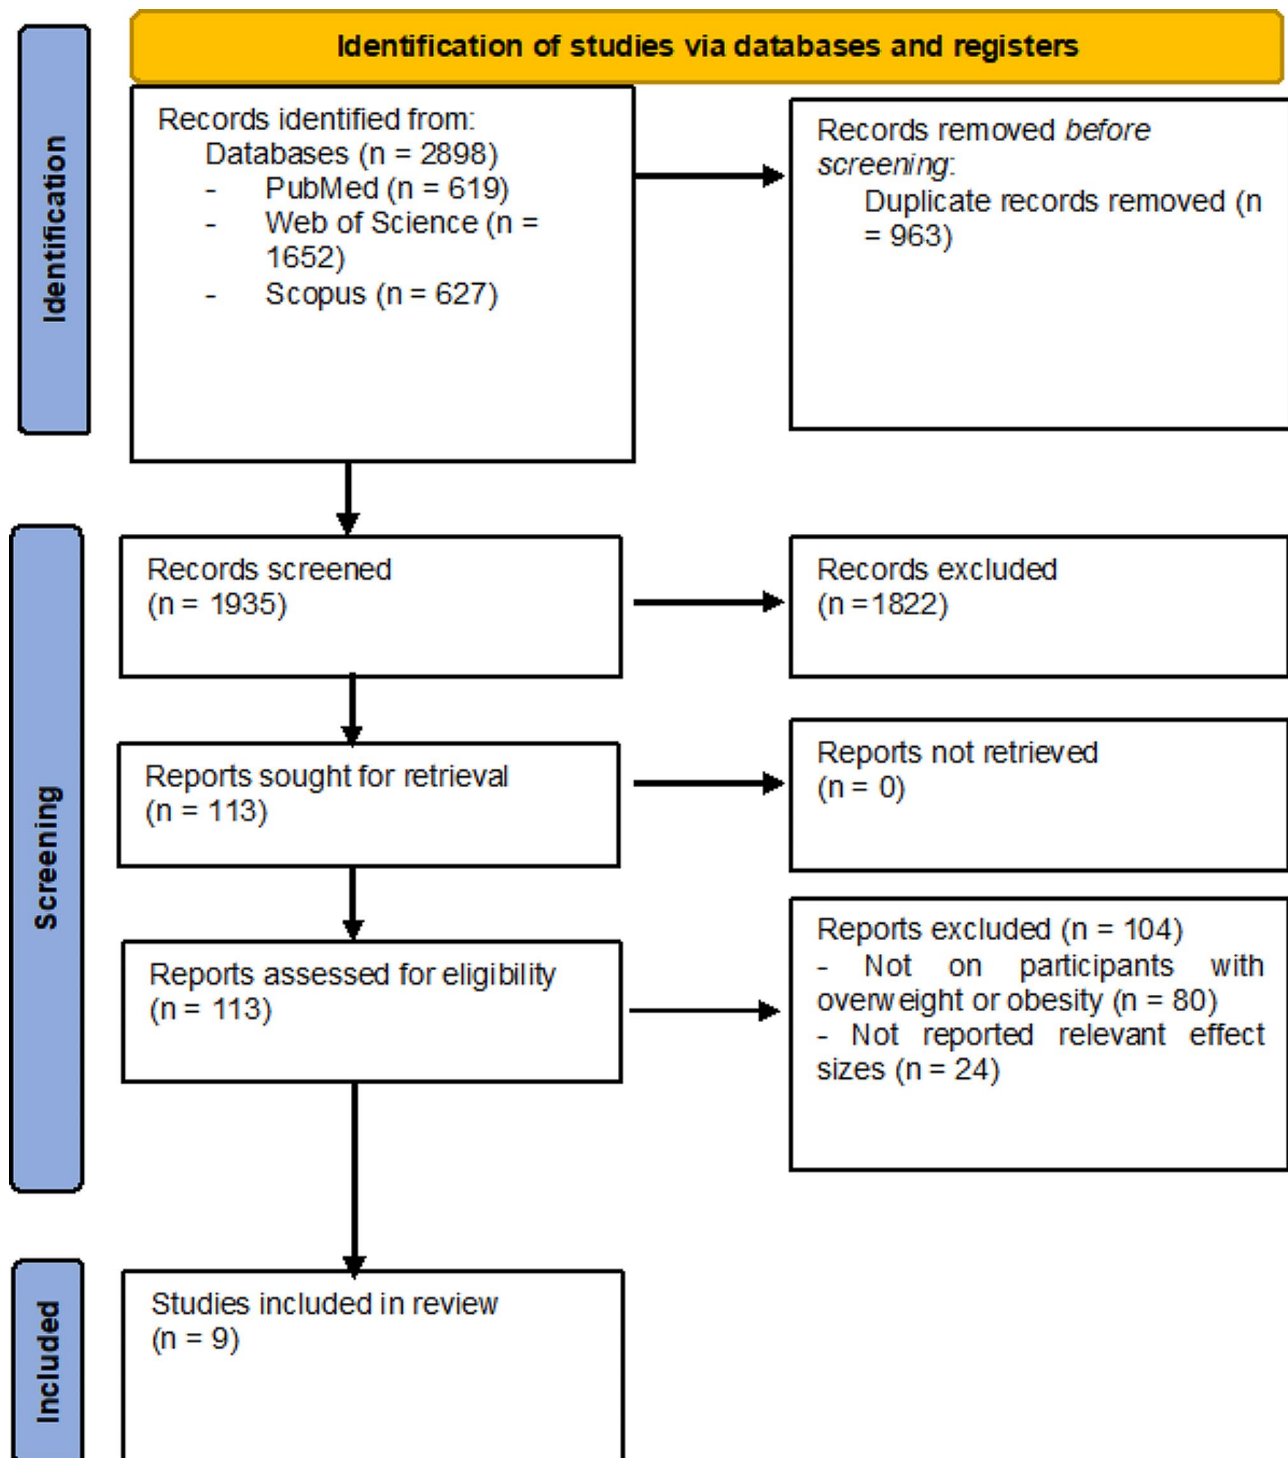 Identification of studies via databases and registers
Identification
Records identified from:
Databases (n = 2898)
- PubMed (n = 619)
- Web of Science (n =
1652)
- Scopus (n = 627)
Records removed before
screening:
Duplicate records removed (n
= 963)
Screening
Records screened
(n = 1935)
Records excluded
(n =1822)
Reports sought for retrieval
(n = 113)
Reports not retrieved
(n = 0)
Reports assessed for eligibility
(n = 113)
Reports excluded (n = 104)
- Not on participants with
overweight or obesity (n = 80)
- Not reported relevant effect
sizes (n = 24)
Included
Studies included in review
(n = 9)